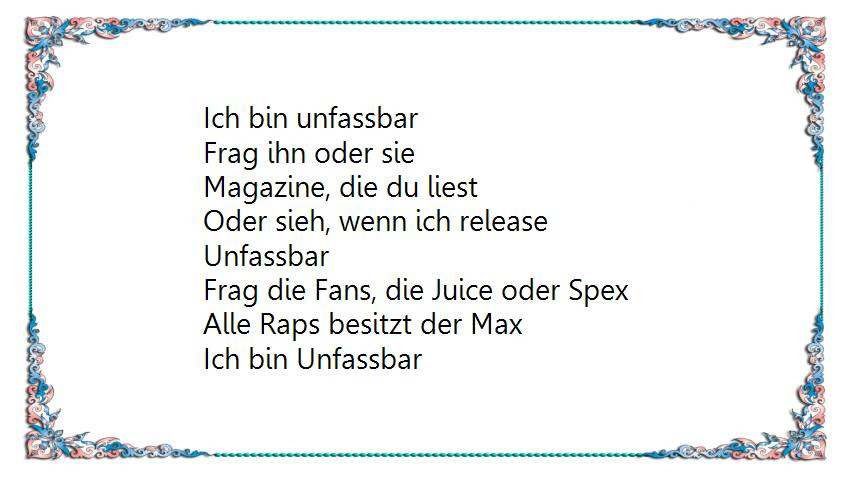 Ich bin unfassbar
Frag ihn oder sie
Magazine, die du liest
Oder sieh, wenn ich release
Unfassbar
Frag die Fans, die Juice oder Spex
Alle Raps besitzt der Max
Ich bin Unfassbar